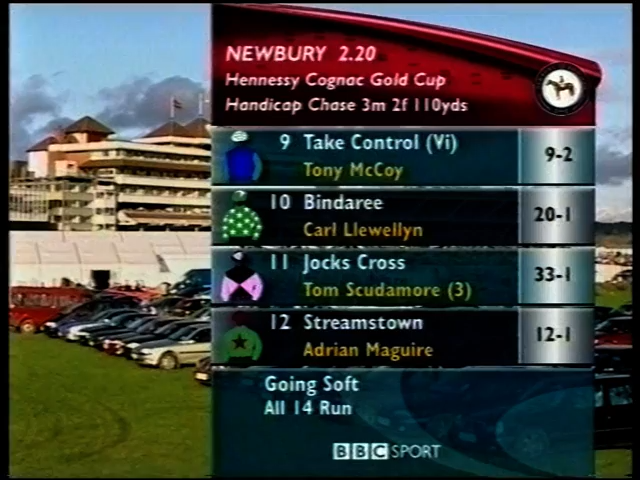 NEWBURY 2.20
Hennessy Cognac Gold Cup
Handicap Chase 3m 2f 110yds
9 Take Control (Vi)
Tony McCoy
9-2
10 Bindaree
Carl Llewellyn
20-1
11 Jocks Cross
Tom Scudamore (3)
33-1
12 Streamstown
Adrian Maguire
12-1
Going Soft
All 14 Run
BBC SPORT